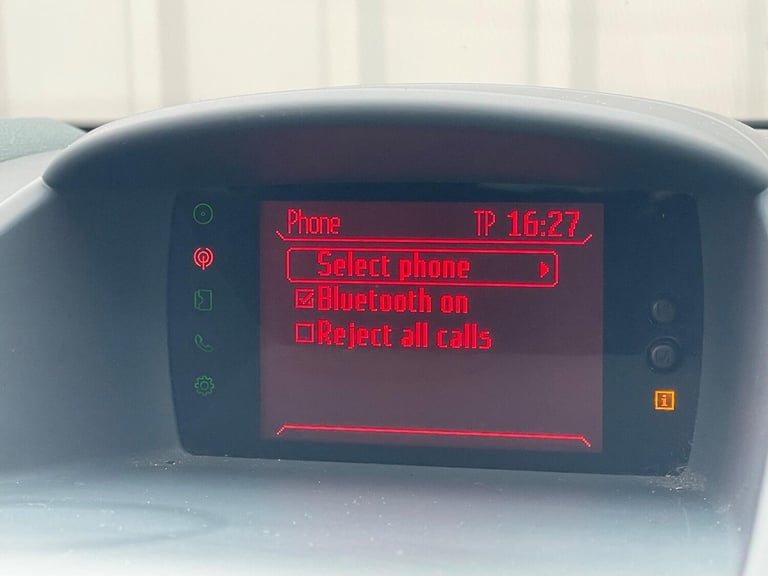 Phone TP 16:27
Select phone
Bluetooth on
Reject all calls
i